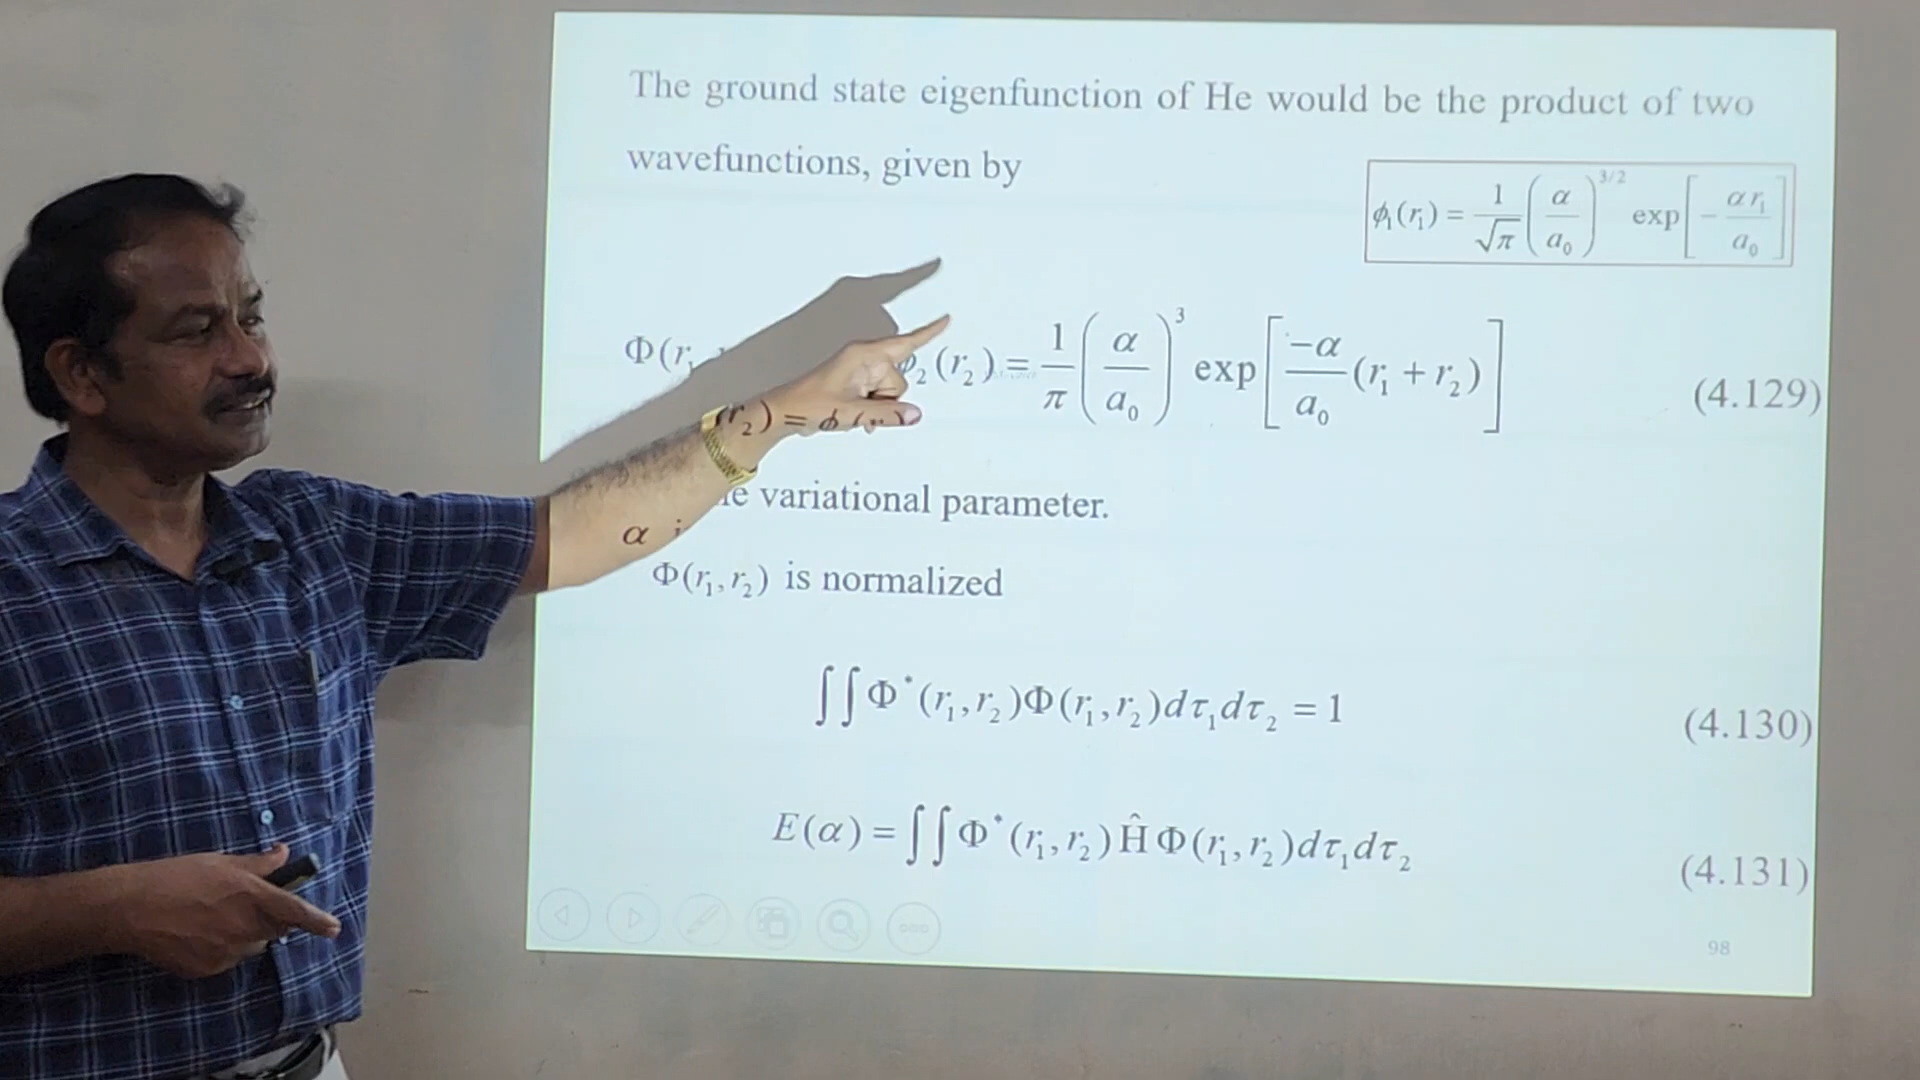 The ground state eigenfunction of He would be the product of two
wavefunctions, given by
ϕ₁(r₁) = 1/√π (α/a₀)^{3/2} exp[− αr₁/a₀]
Φ(r₁ r₂) = ϕ ₂(r₂) = 1/π (α/a₀)³ exp[−α/a₀ (r₁ + r₂)] (4.129)
α variational parameter.
Φ(r₁, r₂) is normalized
∫∫Φ*(r₁, r₂)Φ(r₁, r₂)dτ₁dτ₂ = 1 (4.130)
E(α) = ∫∫Φ*(r₁, r₂) Ĥ Φ(r₁, r₂)dτ₁dτ₂ (4.131)
98